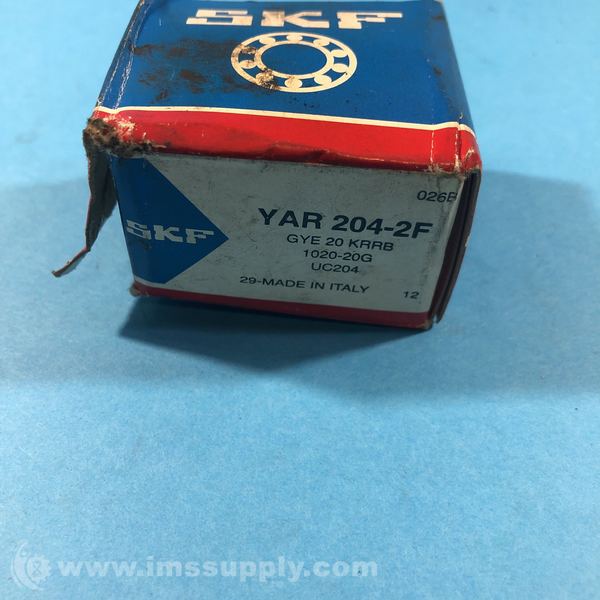 SKF
026B
SKF
YAR 204-2F
GYE 20 KRRB
1020-20G
UC204
29-MADE IN ITALY
12
www.imssupply.com